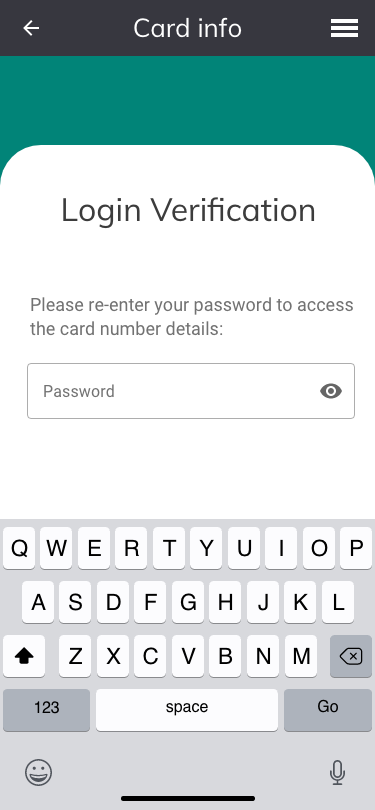 Card info
Login Verification
Please re-enter your password to access
the card number details:
Password
Q W E R T Y U I O P
A S D F G H J K L
Z X C V B N M
123 space Go